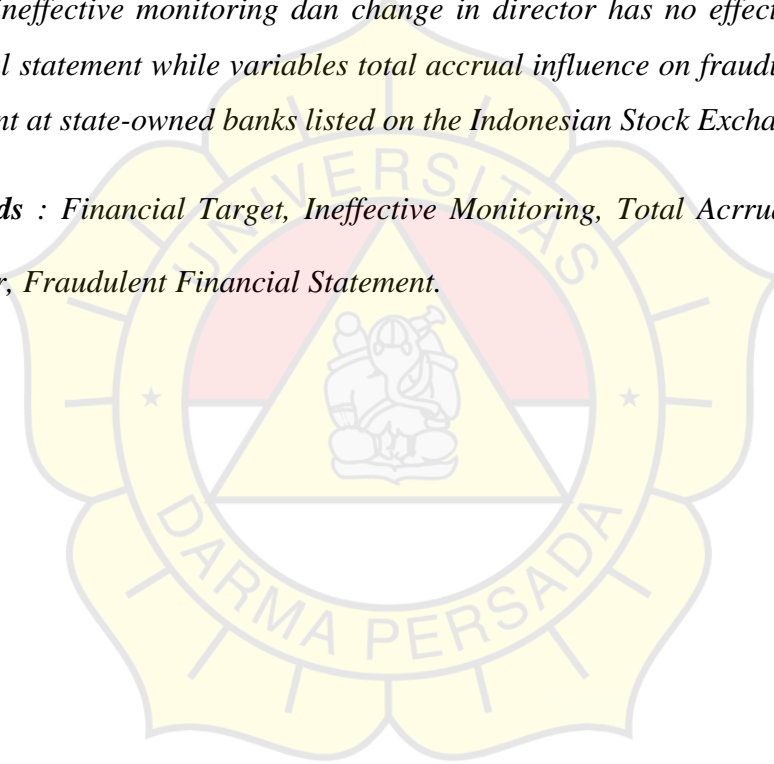 ineffective monitoring dan change in director has no effect
l statement while variables total accrual influence on fraudu
nt at state-owned banks listed on the Indonesian Stock Excha
ds : Financial Target, Ineffective Monitoring, Total Acrrua
r, Fraudulent Financial Statement.
UNIVERSITAS
DARMA PERSADA